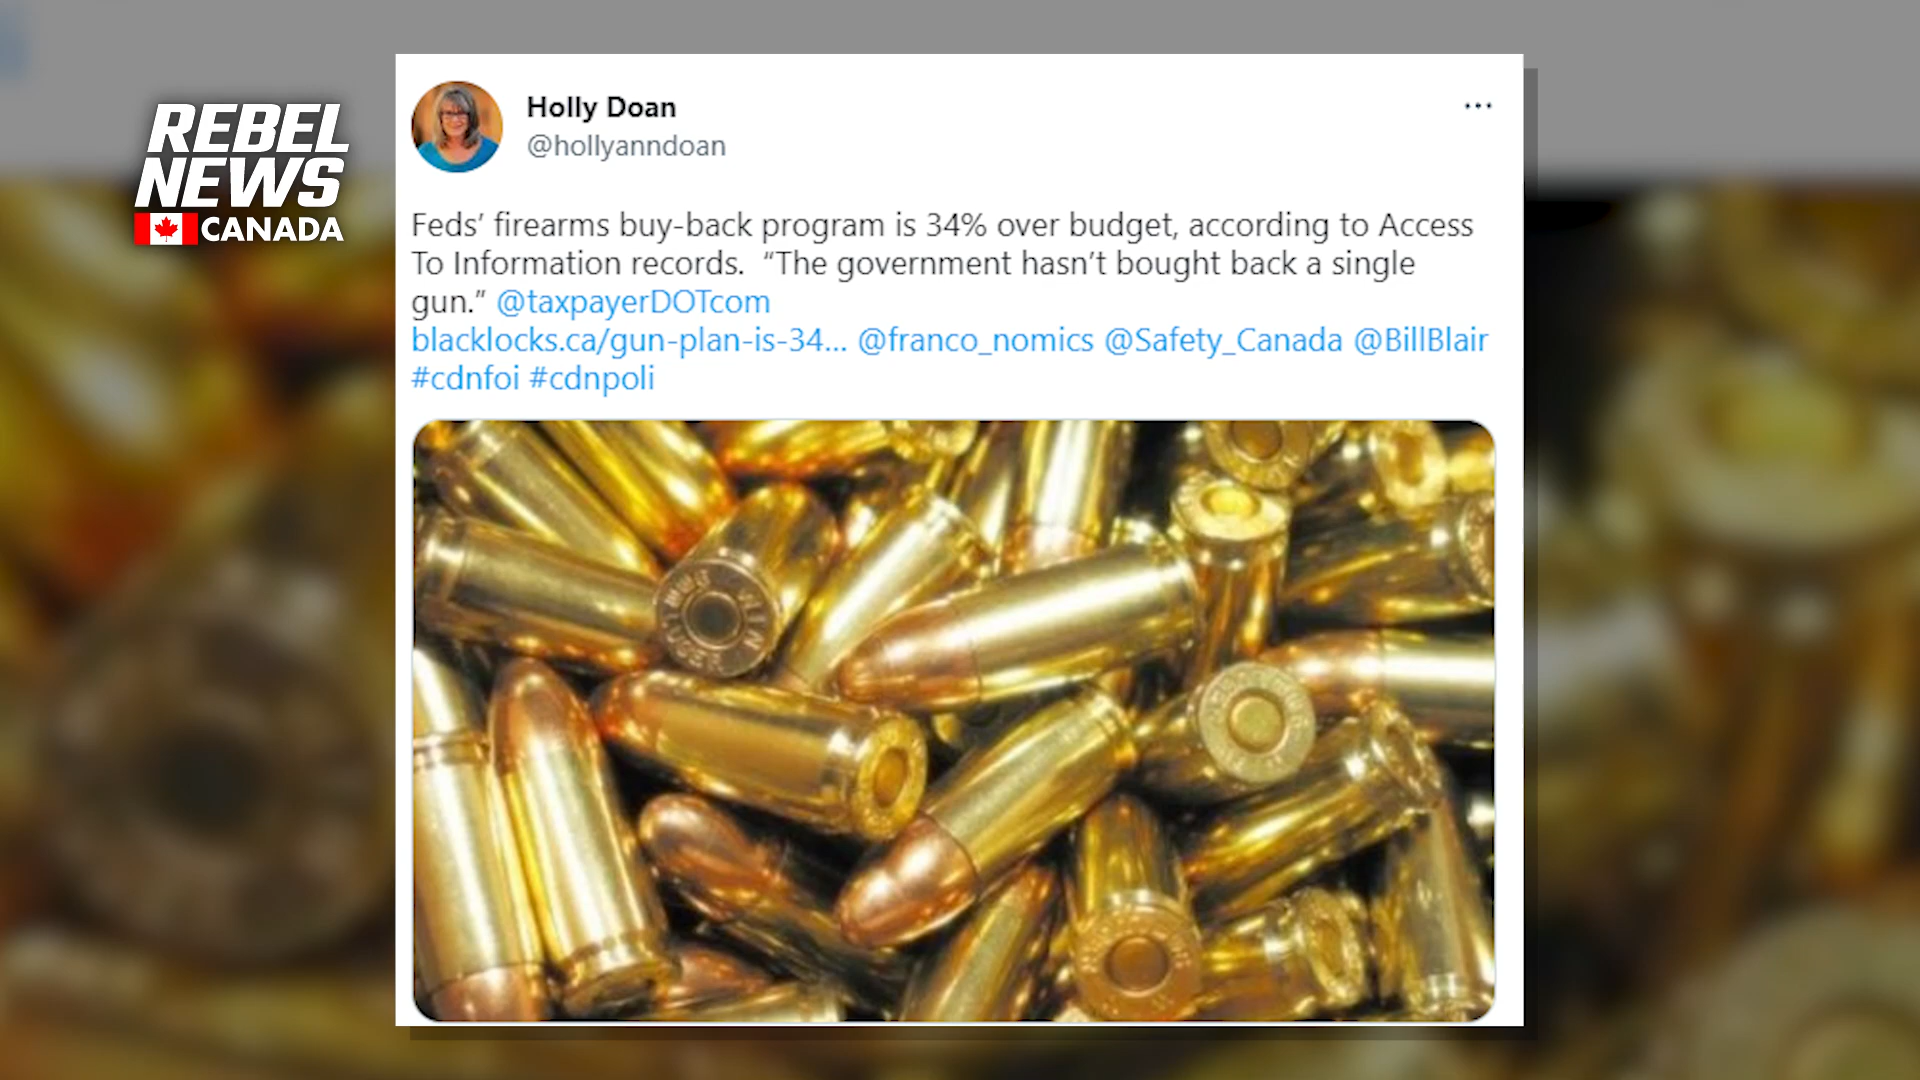 REBEL
NEWS
CANADA
Holly Doan
@hollyanndoan
Feds’ firearms buy-back program is 34% over budget, according to Access
To Information records.  “The government hasn’t bought back a single
gun.” @taxpayerDOTcom
blacklocks.ca/gun-plan-is-34... @franco_nomics @Safety_Canada @BillBlair
#cdnfoi #cdnpoli